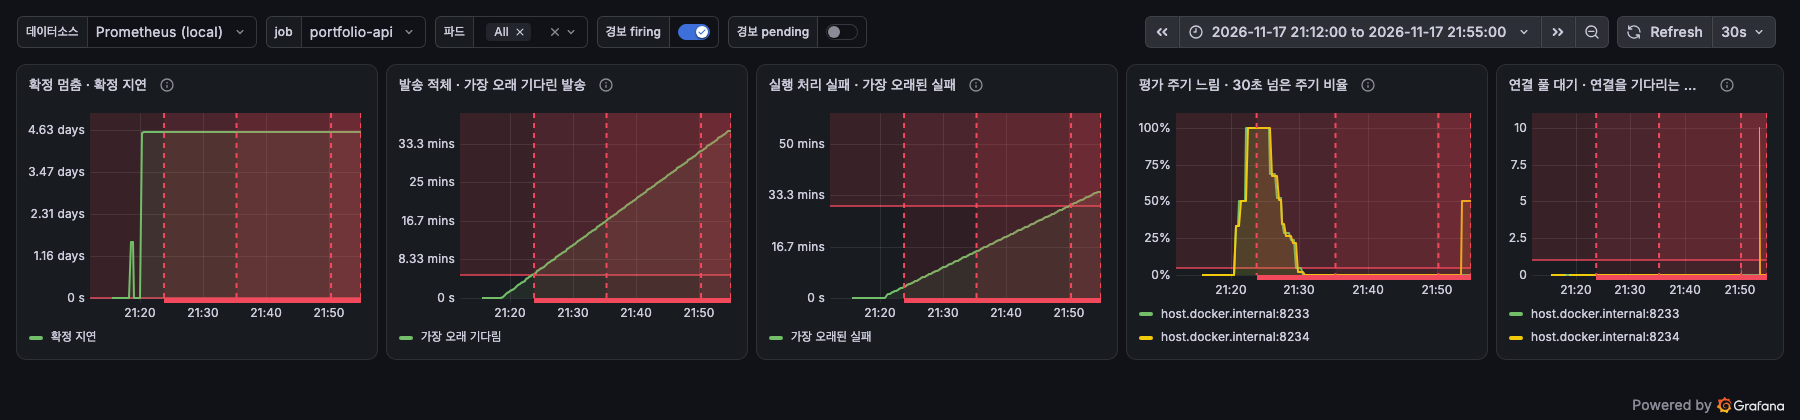 데이터소스 Prometheus (local) job portfolio-api 파드 All 경보 firing 경보 pending 2026-11-17 21:12:00 to 2026-11-17 21:55:00 Refresh 30s
확정 멈춤 · 확정 지연
4.63 days
3.47 days
2.31 days
1.16 days
0 s
21:20 21:30 21:40 21:50
확정 지연
발송 적체 · 가장 오래 기다린 발송
33.3 mins
25 mins
16.7 mins
8.33 mins
0 s
21:20 21:30 21:40 21:50
가장 오래 기다림
실행 처리 실패 · 가장 오래된 실패
50 mins
33.3 mins
16.7 mins
0 s
21:20 21:30 21:40 21:50
가장 오래된 실패
평가 주기 느림 · 30초 넘은 주기 비율
100%
75%
50%
25%
0%
21:20 21:30 21:40 21:50
host.docker.internal:8233
host.docker.internal:8234
연결 풀 대기 · 연결을 기다리는 ...
10
7.5
5
2.5
0
21:20 21:30 21:40 21:50
host.docker.internal:8233
host.docker.internal:8234
Powered by Grafana